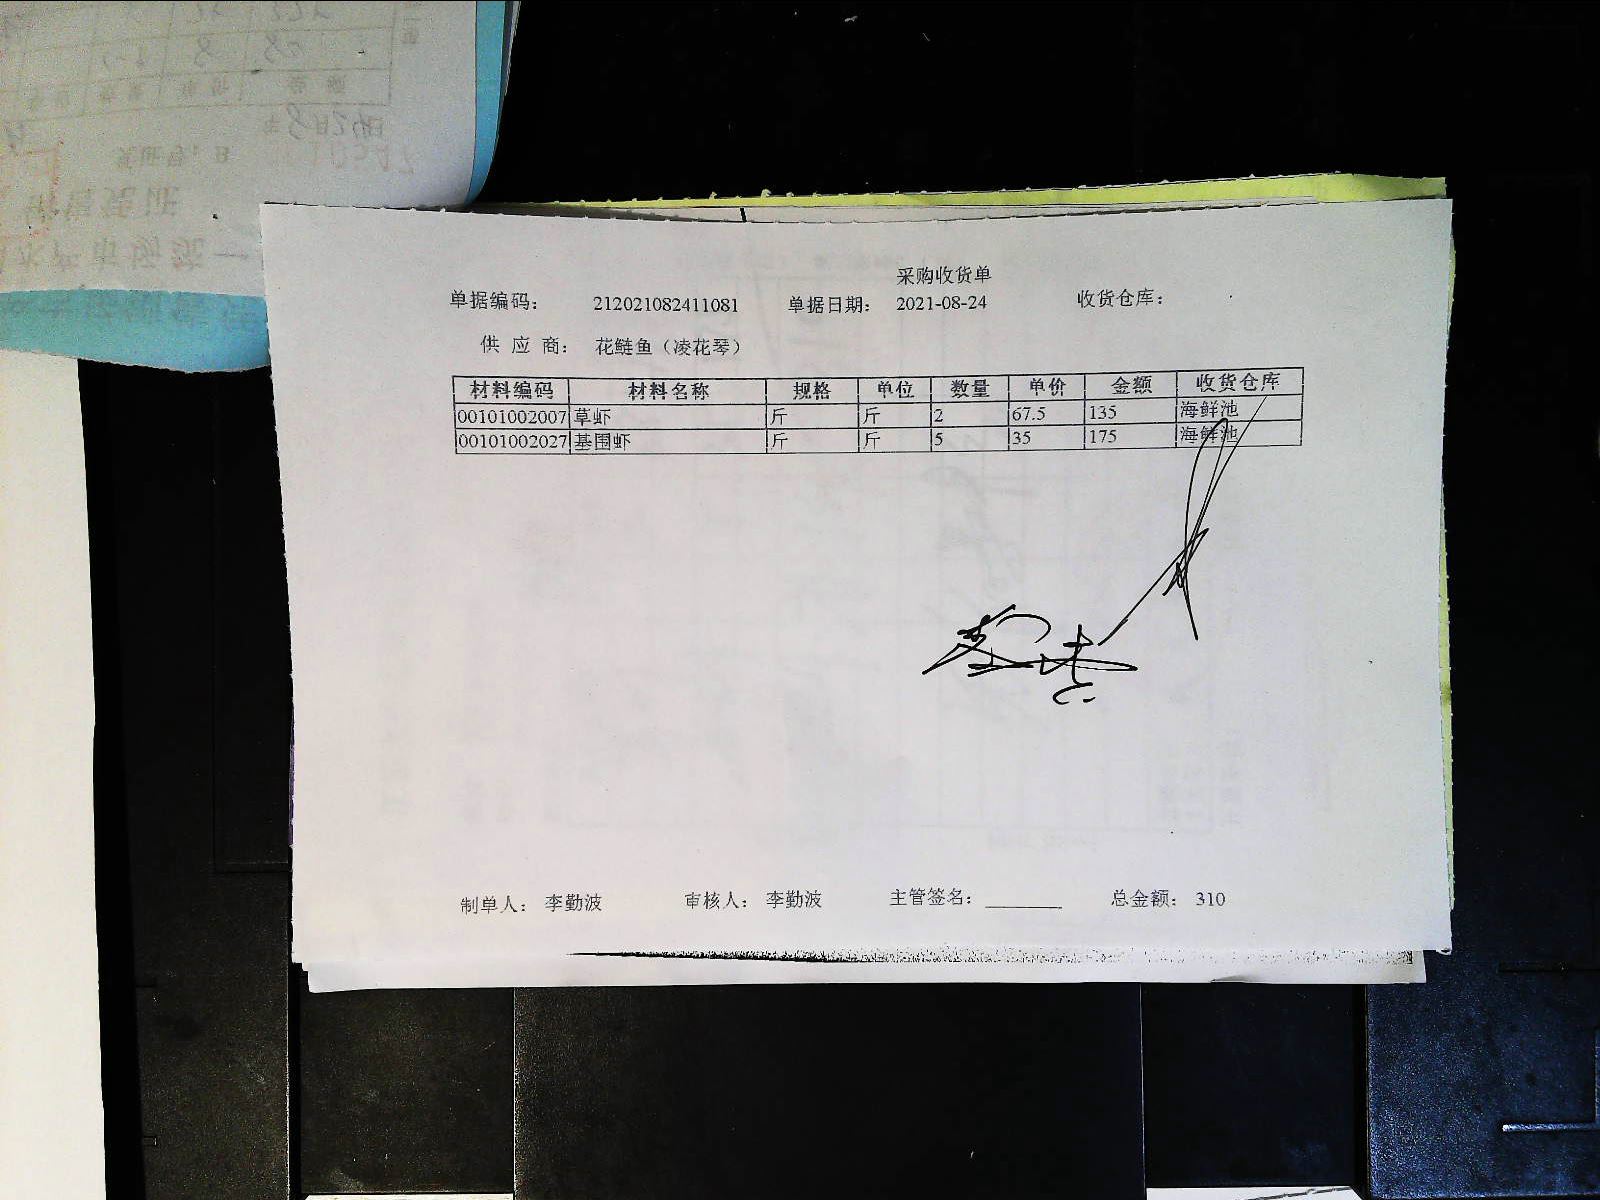 采购收货单
单据编码： 212021082411081 单据日期： 2021-08-24 收货仓库：
供 应 商： 花鲢鱼（凌花琴）
材料编码 材料名称 规格 单位 数量 单价 金额 收货仓库
00101002007 草虾 斤 斤 2 67.5 135 海鲜池
00101002027 基围虾 斤 斤 5 35 175 海鲜池
制单人： 李勤波 审核人： 李勤波 主管签名： 总金额： 310